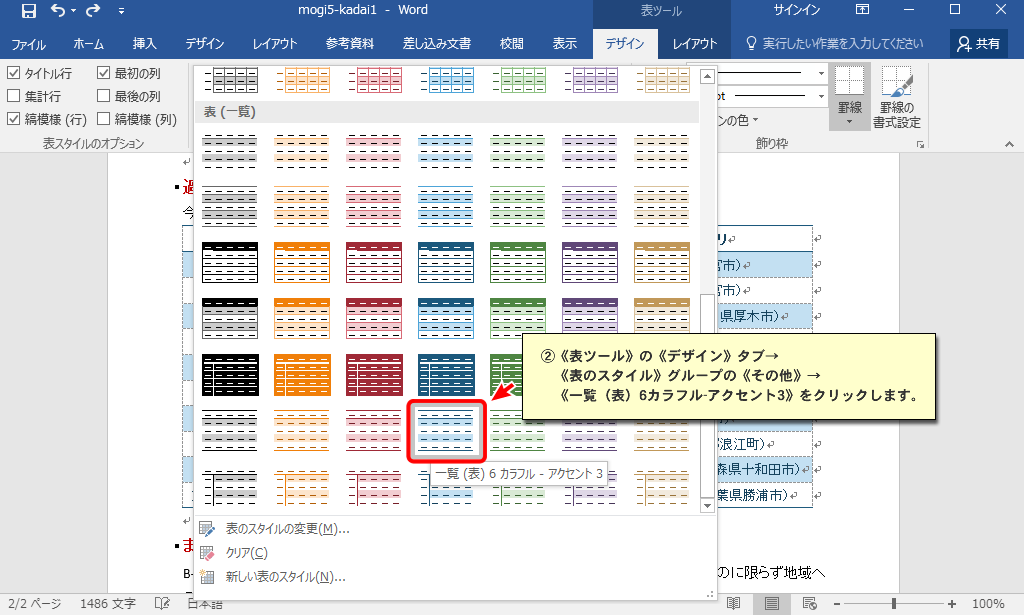 mogi5-kadai1 - Word
表ツール
サインイン
ファイル
ホーム
挿入
デザイン
レイアウト
参考資料
差し込み文書
校閲
表示
デザイン
レイアウト
実行したい作業を入力してください
共有
タイトル行
最初の列
集計行
最後の列
縞模様 (行)
縞模様 (列)
表スタイルのオプション
表 (一覧)
pt
ンの色
罫線
罫線の
書式設定
飾り枠
週
今
リ
宮市)
宮市)
県厚木市)
②《表ツール》の《デザイン》タブ→
《表のスタイル》グループの《その他》→
《一覧（表）6カラフル-アクセント3》をクリックします。
浪江町)
森県十和田市)
葉県勝浦市)
一覧 (表) 6 カラフル - アクセント 3
表のスタイルの変更(M)...
クリア(C)
新しい表のスタイル(N)...
ま
B-
のに限らず地域へ
2/2 ページ
1486 文字
日本語
100%